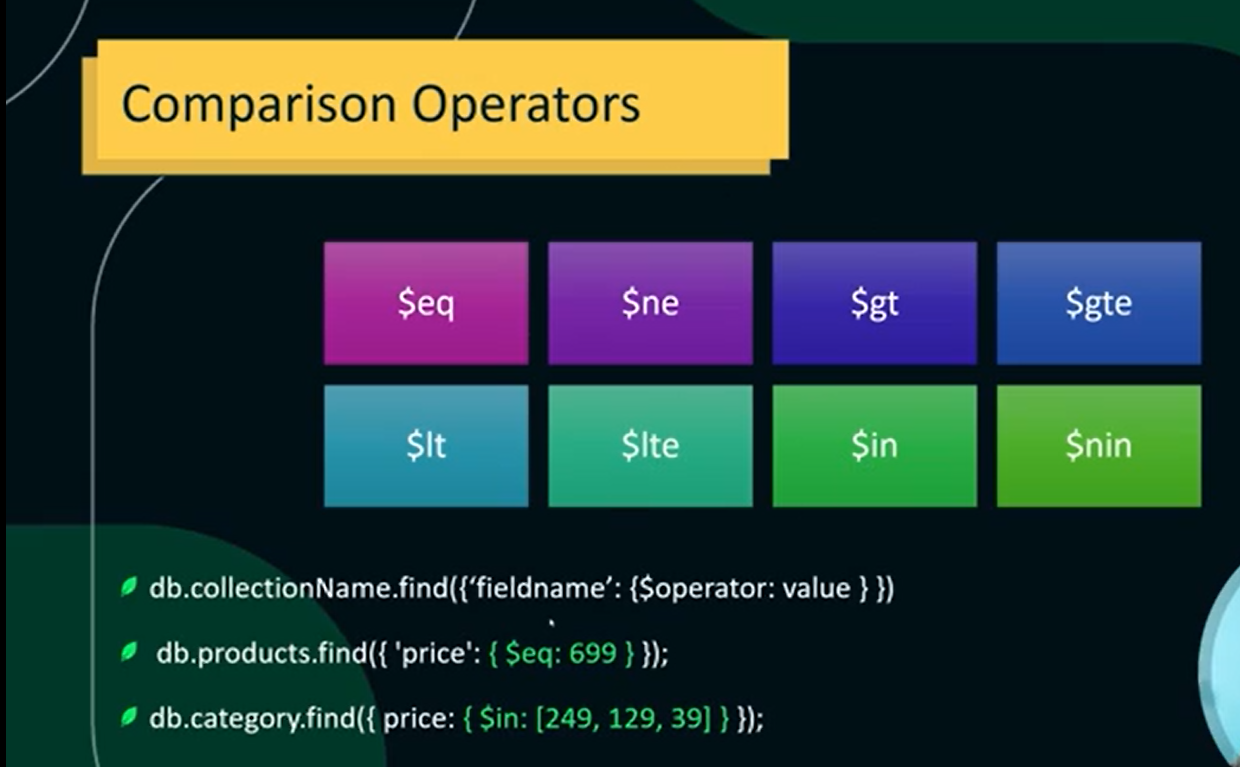 Comparison Operators
$eq $ne $gt $gte
$lt $lte $in $nin
db.collectionName.find({‘fieldname’: {$operator: value } })
db.products.find({ 'price': { $eq: 699 } });
db.category.find({ price: { $in: [249, 129, 39] } });